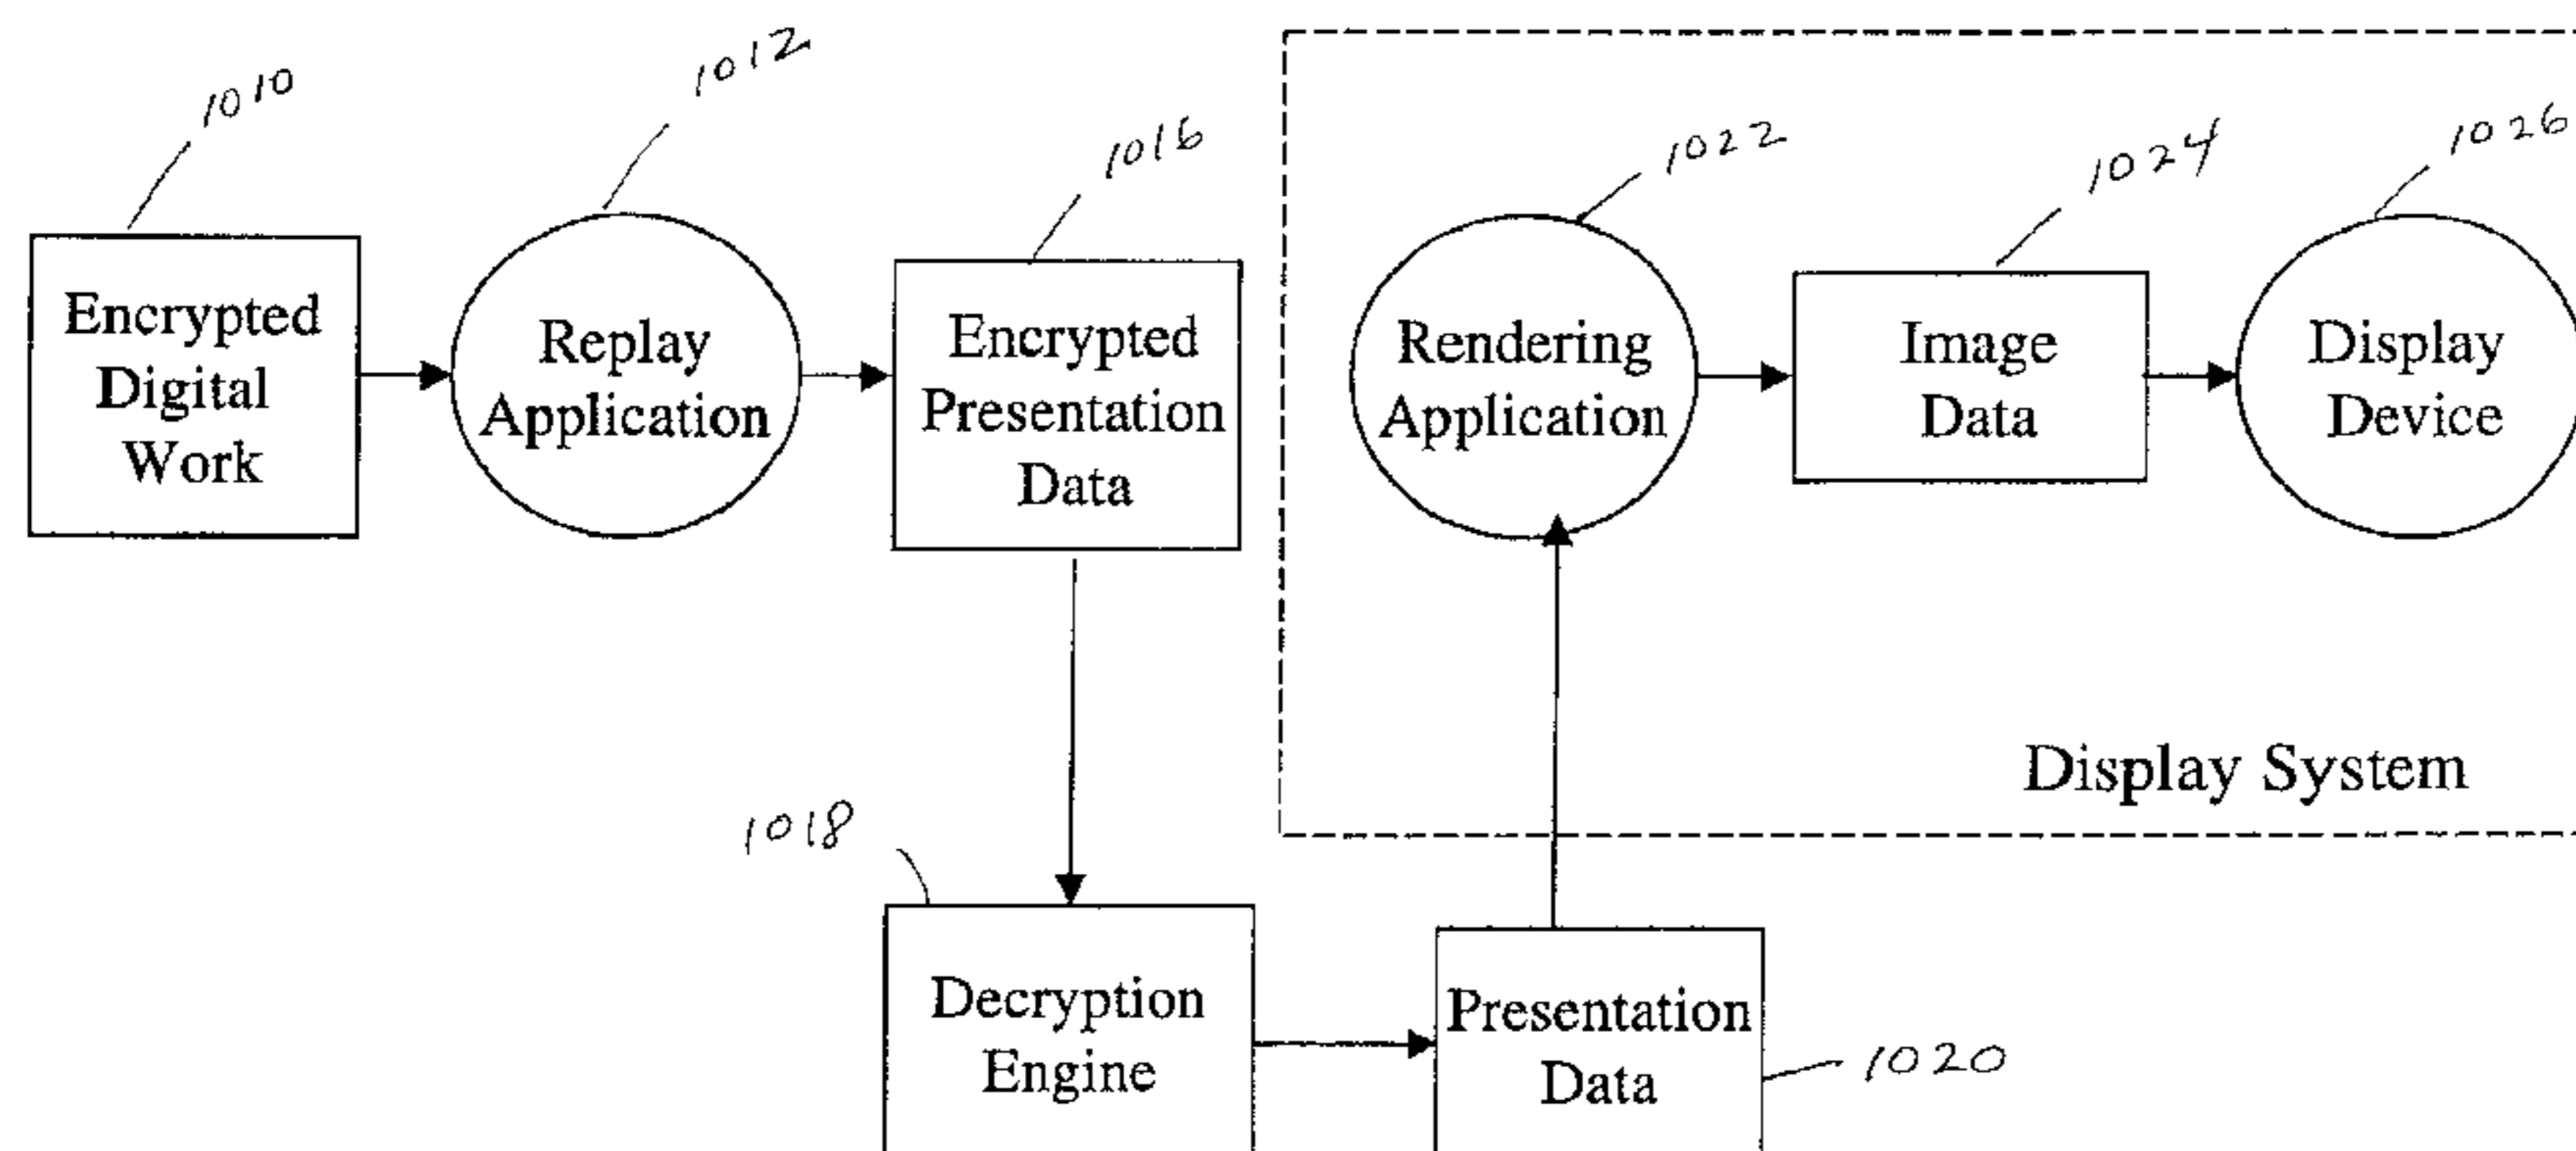 1010
1012
1016
1022
1024
1026
Encrypted
Digital
Work
Replay
Application
Encrypted
Presentation
Data
Rendering
Application
Image
Data
Display
Device
Display System
1018
Decryption
Engine
Presentation
Data
1020